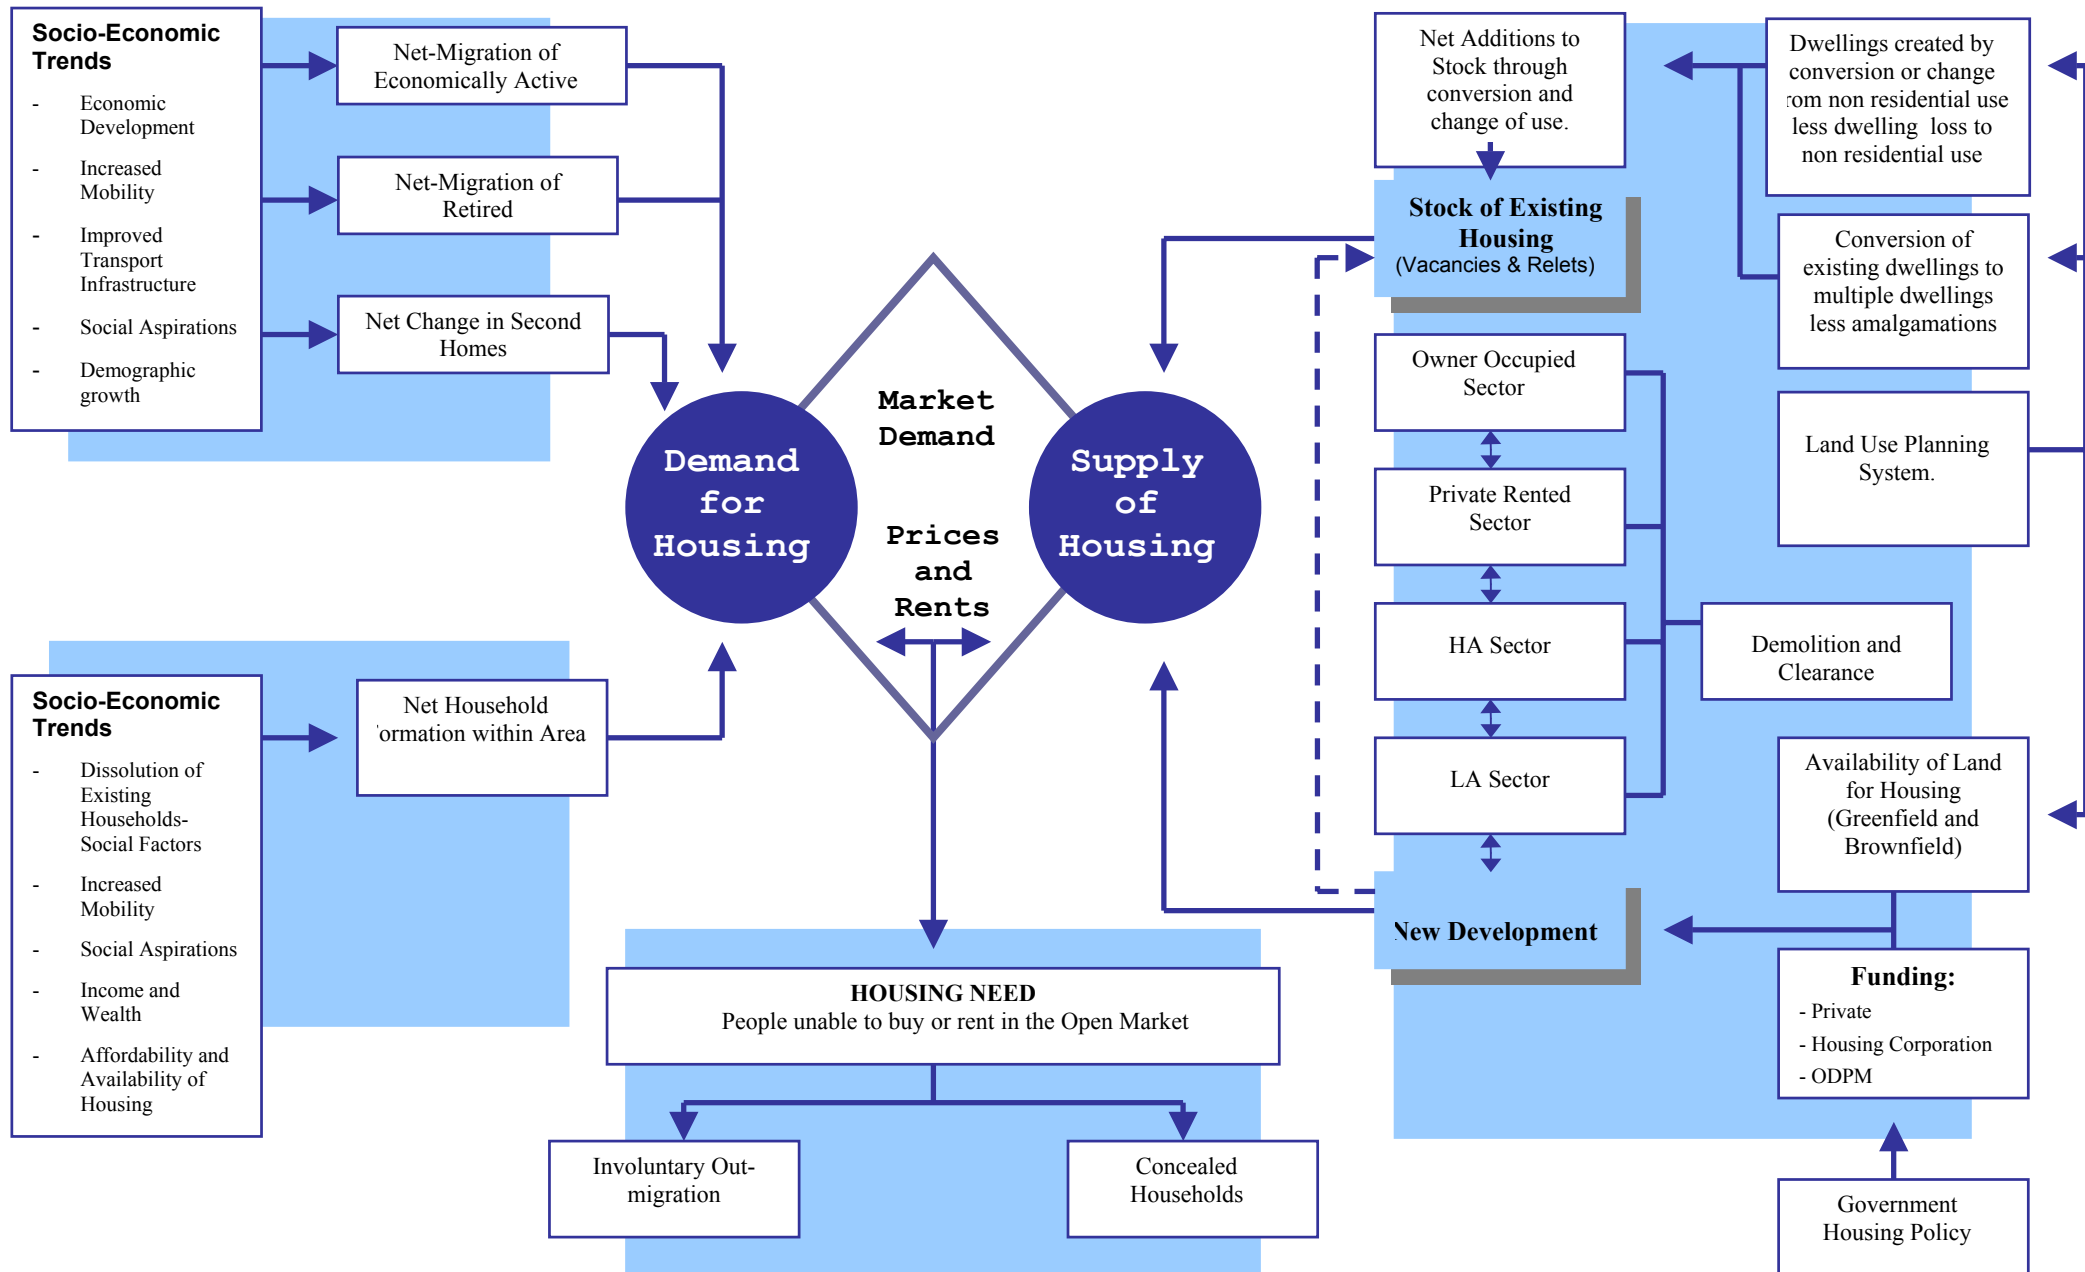 Socio-Economic
Trends
- Economic
Development
- Increased
Mobility
- Improved
Transport
Infrastructure
- Social Aspirations
- Demographic
growth
Net-Migration of
Economically Active
Net-Migration of
Retired
Net Change in Second
Homes
Demand
for
Housing
Market
Demand
Prices
and
Rents
Supply
of
Housing
Net Additions to
Stock through
conversion and
change of use.
Stock of Existing
Housing
(Vacancies & Relets)
Owner Occupied
Sector
Private Rented
Sector
HA Sector
LA Sector
New Development
Dwellings created by
conversion or change
rom non residential use
less dwelling loss to
non residential use
Conversion of
existing dwellings to
multiple dwellings
less amalgamations
Land Use Planning
System.
Demolition and
Clearance
Availability of Land
for Housing
(Greenfield and
Brownfield)
Funding:
- Private
- Housing Corporation
- ODPM
Government
Housing Policy
Socio-Economic
Trends
- Dissolution of
Existing
Households-
Social Factors
- Increased
Mobility
- Social Aspirations
- Income and
Wealth
- Affordability and
Availability of
Housing
Net Household
ormation within Area
HOUSING NEED
People unable to buy or rent in the Open Market
Involuntary Out-
migration
Concealed
Households